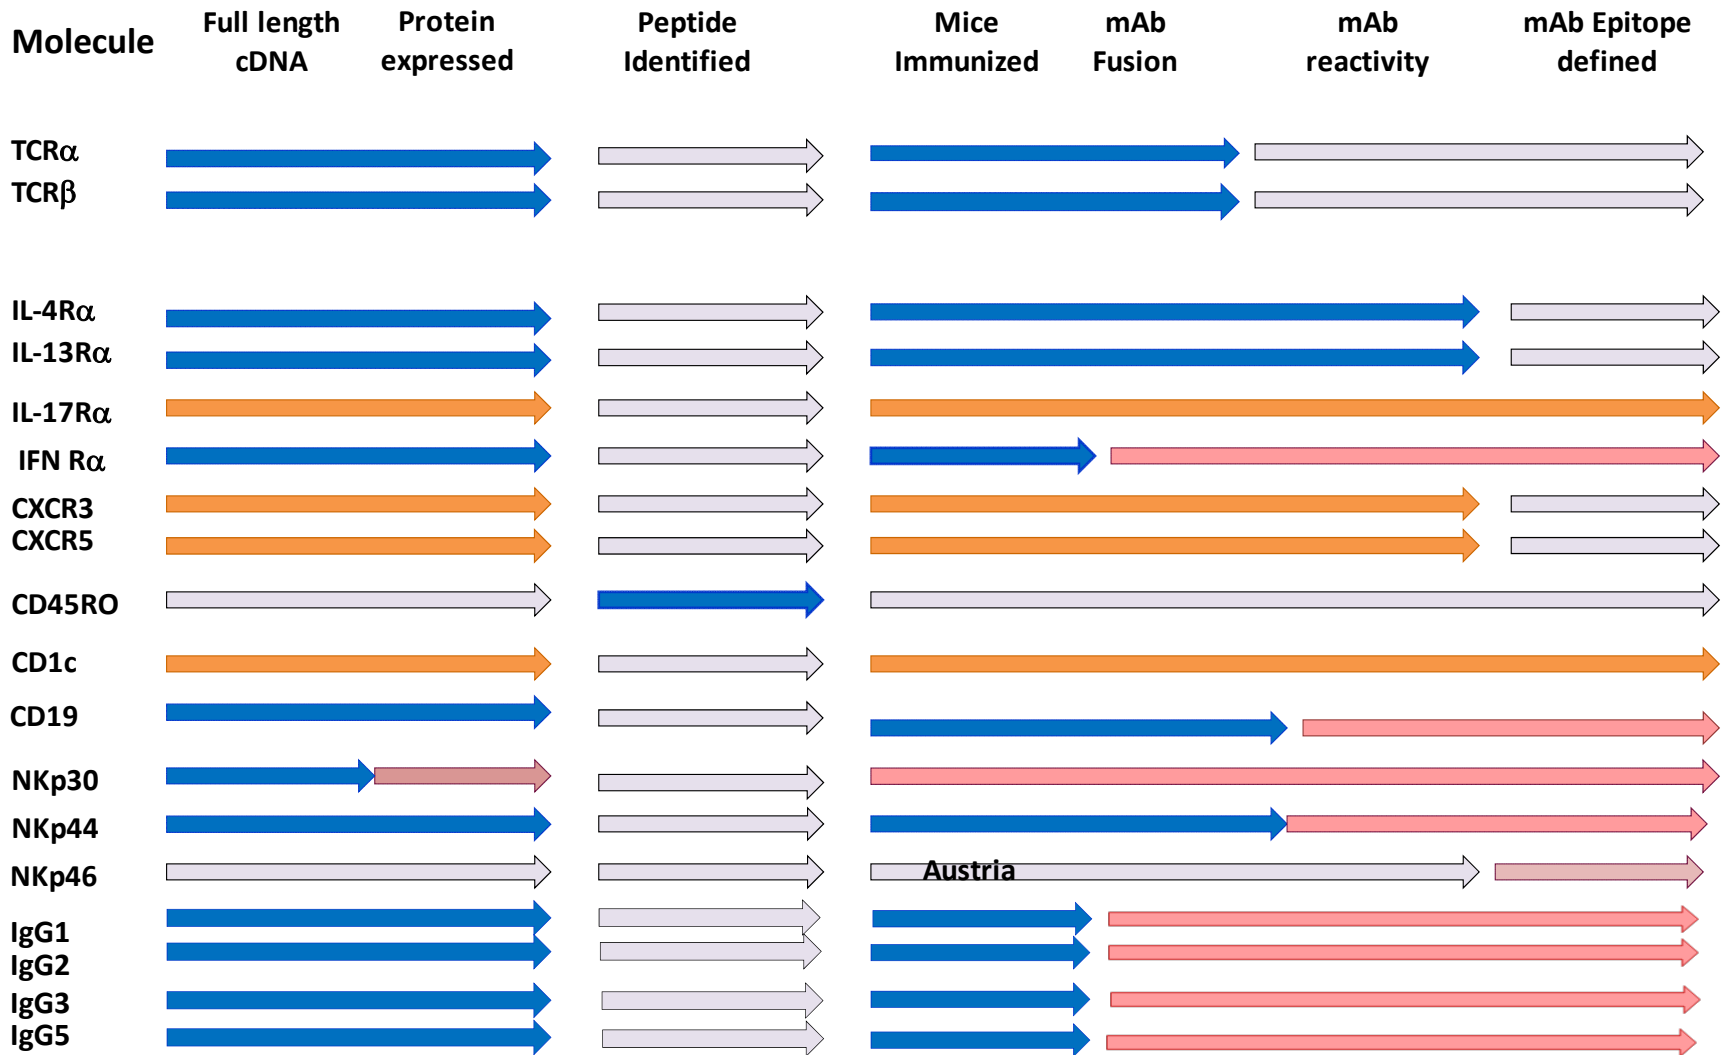 Molecule
Full length
cDNA
Protein
expressed
Peptide
Identified
Mice
Immunized
mAb
Fusion
mAb
reactivity
mAb Epitope
defined
TCRα
TCRβ
IL-4Rα
IL-13Rα
IL-17Rα
IFN Rα
CXCR3
CXCR5
CD45RO
CD1c
CD19
NKp30
NKp44
NKp46
Austria
IgG1
IgG2
IgG3
IgG5